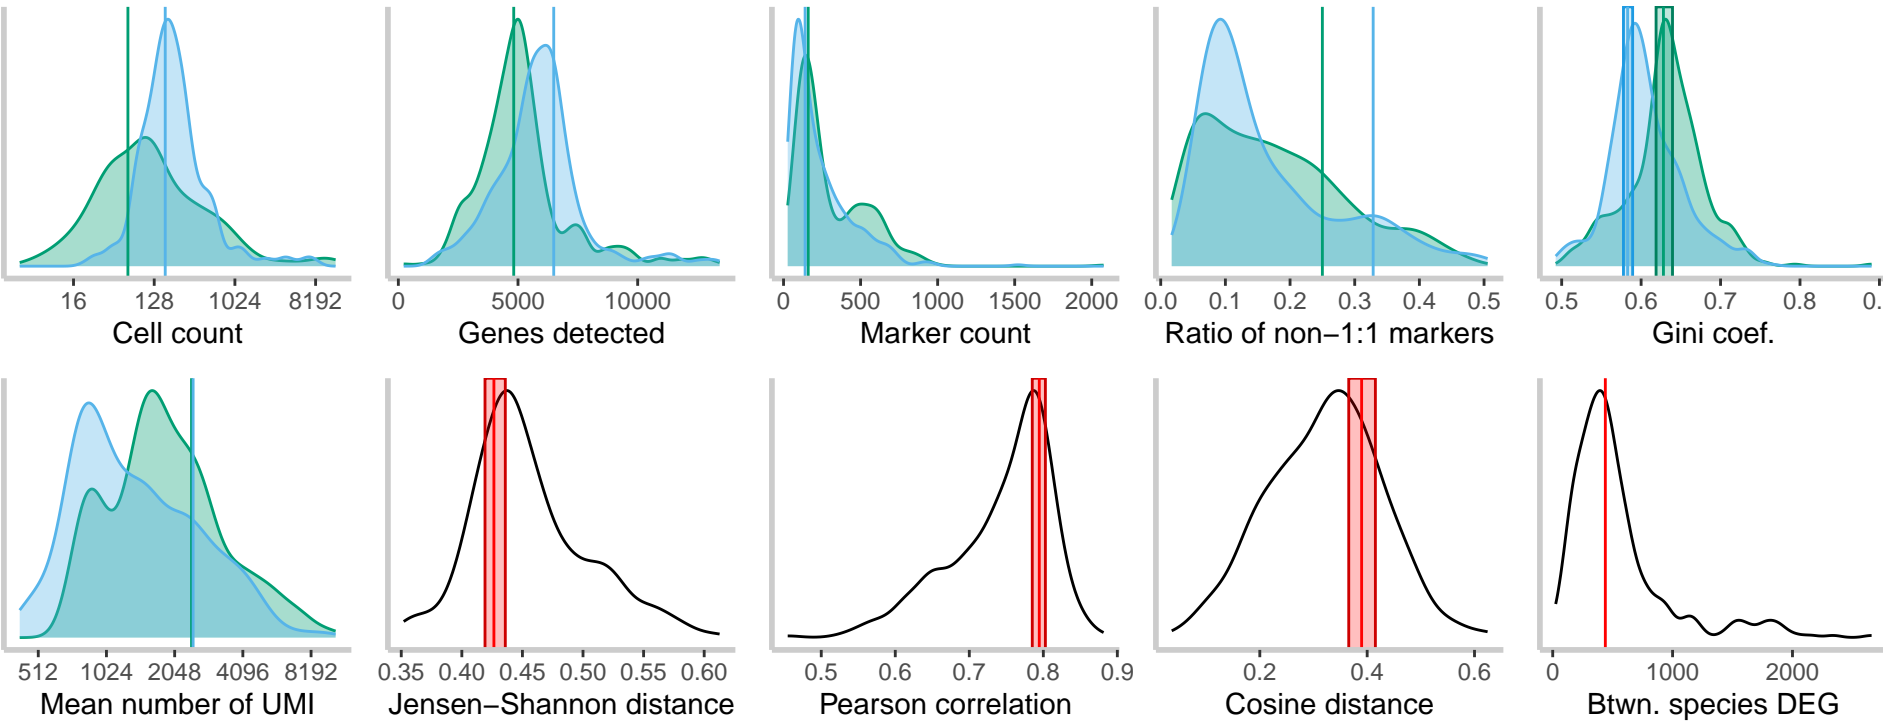 16 128 1024 8192
Cell count
0 5000 10000
Genes detected
0 500 1000 1500 2000
Marker count
0.0 0.1 0.2 0.3 0.4 0.5
Ratio of non−1:1 markers
0.5 0.6 0.7 0.8 0.
Gini coef.
512 1024 2048 4096 8192
Mean number of UMI
0.35 0.40 0.45 0.50 0.55 0.60
Jensen−Shannon distance
0.5 0.6 0.7 0.8 0.9
Pearson correlation
0.2 0.4 0.6
Cosine distance
0 1000 2000
Btwn. species DEG